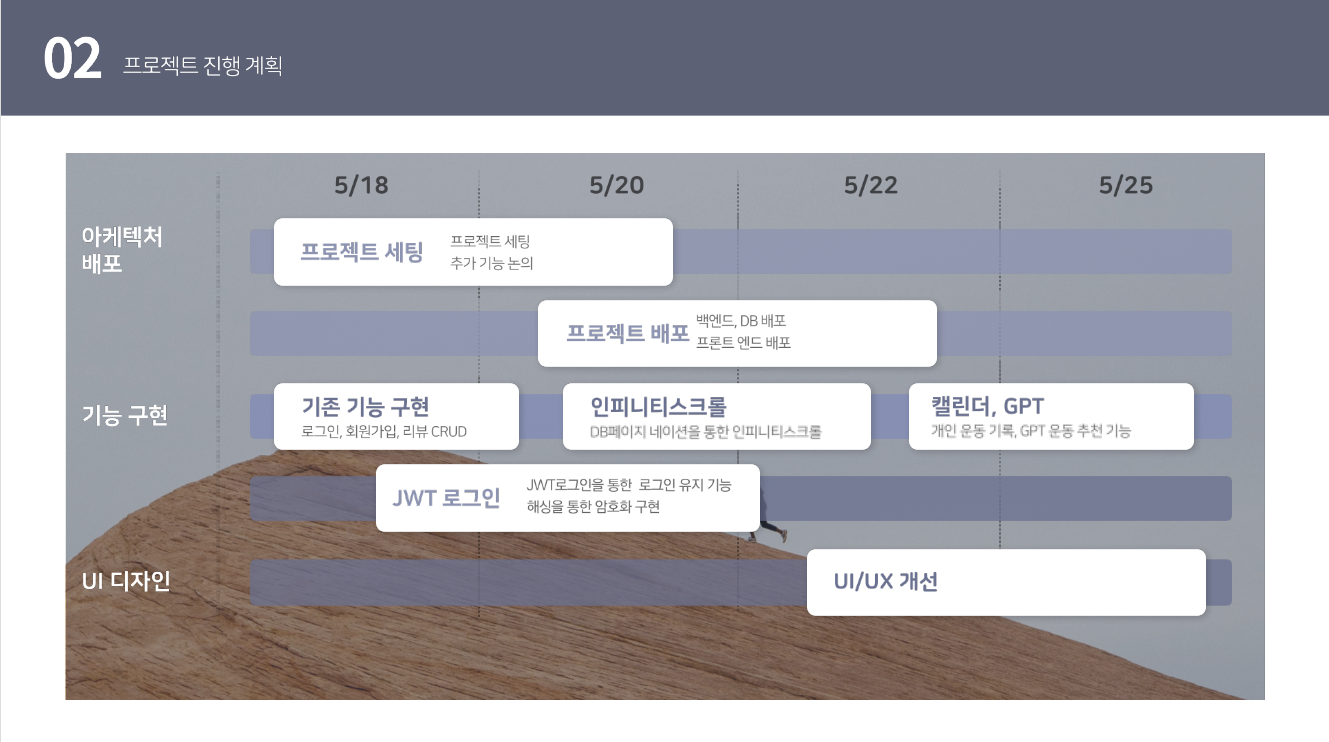 02 프로젝트 진행 계획
5/18 5/20 5/22 5/25
아케텍처
배포
프로젝트 세팅
프로젝트 세팅
추가 기능 논의
프로젝트 배포
백엔드, DB 배포
프론트 엔드 배포
기능 구현
기존 기능 구현
로그인, 회원가입, 리뷰 CRUD
인피니티스크롤
DB페이지 네이션을 통한 인피니티스크롤
캘린더, GPT
개인 운동 기록, GPT 운동 추천 기능
JWT 로그인
JWT로그인을 통한 로그인 유지 기능
해싱을 통한 암호화 구현
UI 디자인
UI/UX 개선